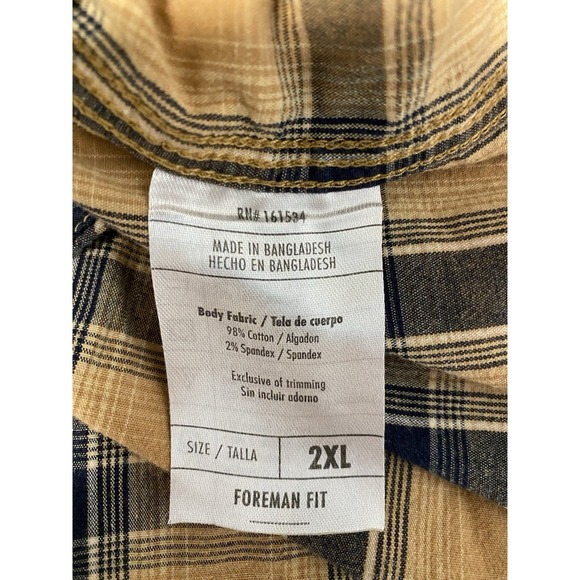 RN# 161534
MADE IN BANGLADESH
HECHO EN BANGLADESH
Body Fabric / Tela de cuerpo
98% Cotton / Algodon
2% Spandex / Spandex
Exclusive of trimming
Sin incluir adorno
SIZE / TALLA 2XL
FOREMAN FIT